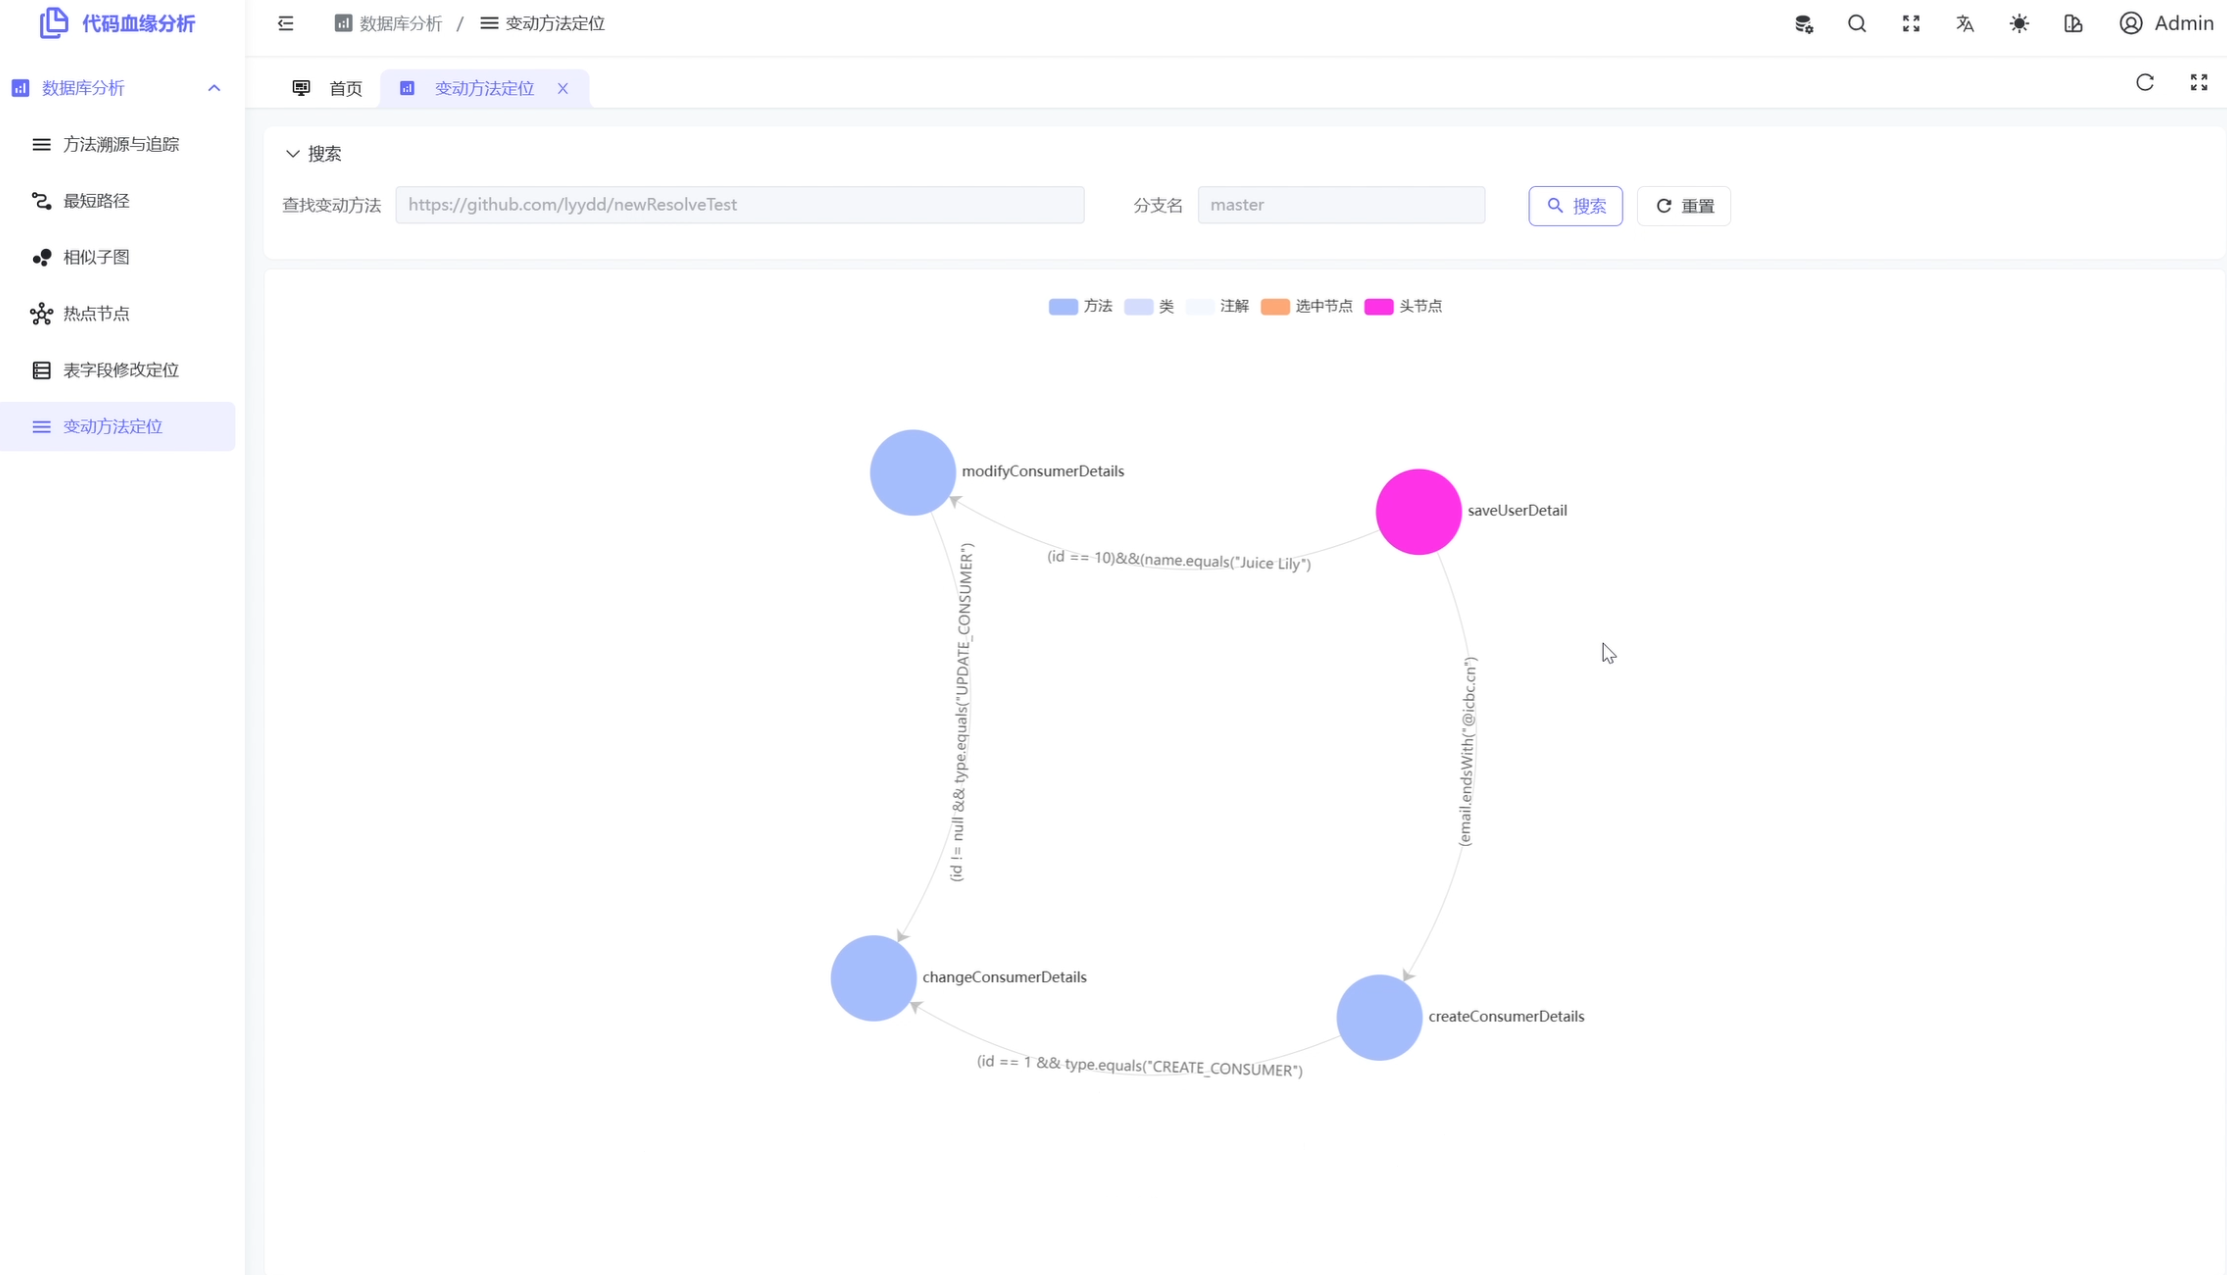 代码血缘分析
数据库分析 / 变动方法定位
Admin
数据库分析
首页
变动方法定位
方法溯源与追踪
最短路径
相似子图
热点节点
表字段修改定位
变动方法定位
搜索
查找变动方法 https://github.com/lyydd/newResolveTest 分支名 master 搜索 重置
方法 类 注解 选中节点 头节点
modifyConsumerDetails
saveUserDetail
(id == 10)&&(name.equals("Juice Lily")
(id != null && type.equals("UPDATE_CONSUMER")
(email.endsWith("@icbc.cn")
changeConsumerDetails
createConsumerDetails
(id == 1 && type.equals("CREATE_CONSUMER")